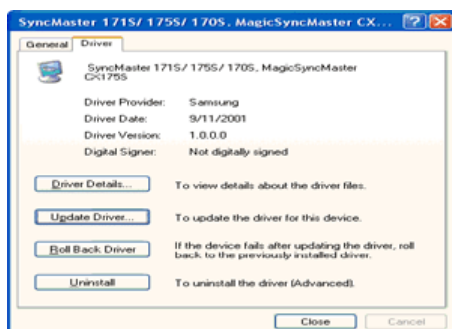 SyncMaster 171S/ 175S/ 170S, MagicSyncMaster CX...
General
Driver
SyncMaster 171S/ 175S/ 170S, MagicSyncMaster
CX175S
Driver Provider: Samsung
Driver Date: 9/11/2001
Driver Version: 1.0.0.0
Digital Signer: Not digitally signed
Driver Details... To view details about the driver files.
Update Driver... To update the driver for this device.
Roll Back Driver If the device fails after updating the driver, roll
back to the previously installed driver.
Uninstall To uninstall the driver (Advanced).
Close Cancel